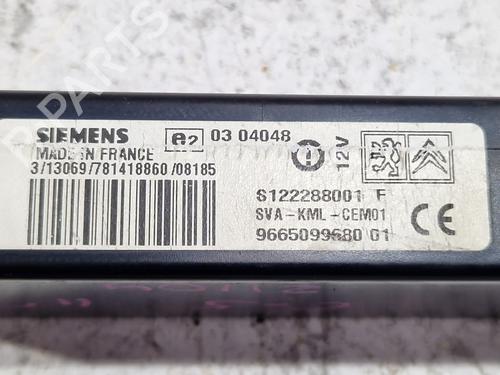 SIEMENS e2 03 04048
MADE IN FRANCE
3/13069/781418860/08185
12V
S122288001 F
SVA-KML-CEM01
9665099680 01
CE
PARTS